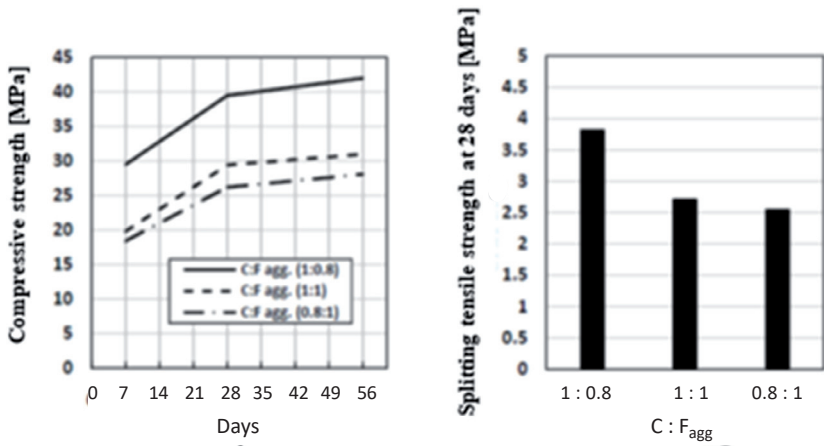 Compressive strength [MPa]
45
40
35
30
25
20
15
10
5
0
C:F agg. (1:0.8)
C:F agg. (1:1)
C:F agg. (0.8:1)
0 7 14 21 28 35 42 49 56
Days
Splitting tensile strength at 28 days [MPa]
5
4.5
4
3.5
3
2.5
2
1.5
1
0.5
0
1 : 0.8 1 : 1 0.8 : 1
C : Fagg